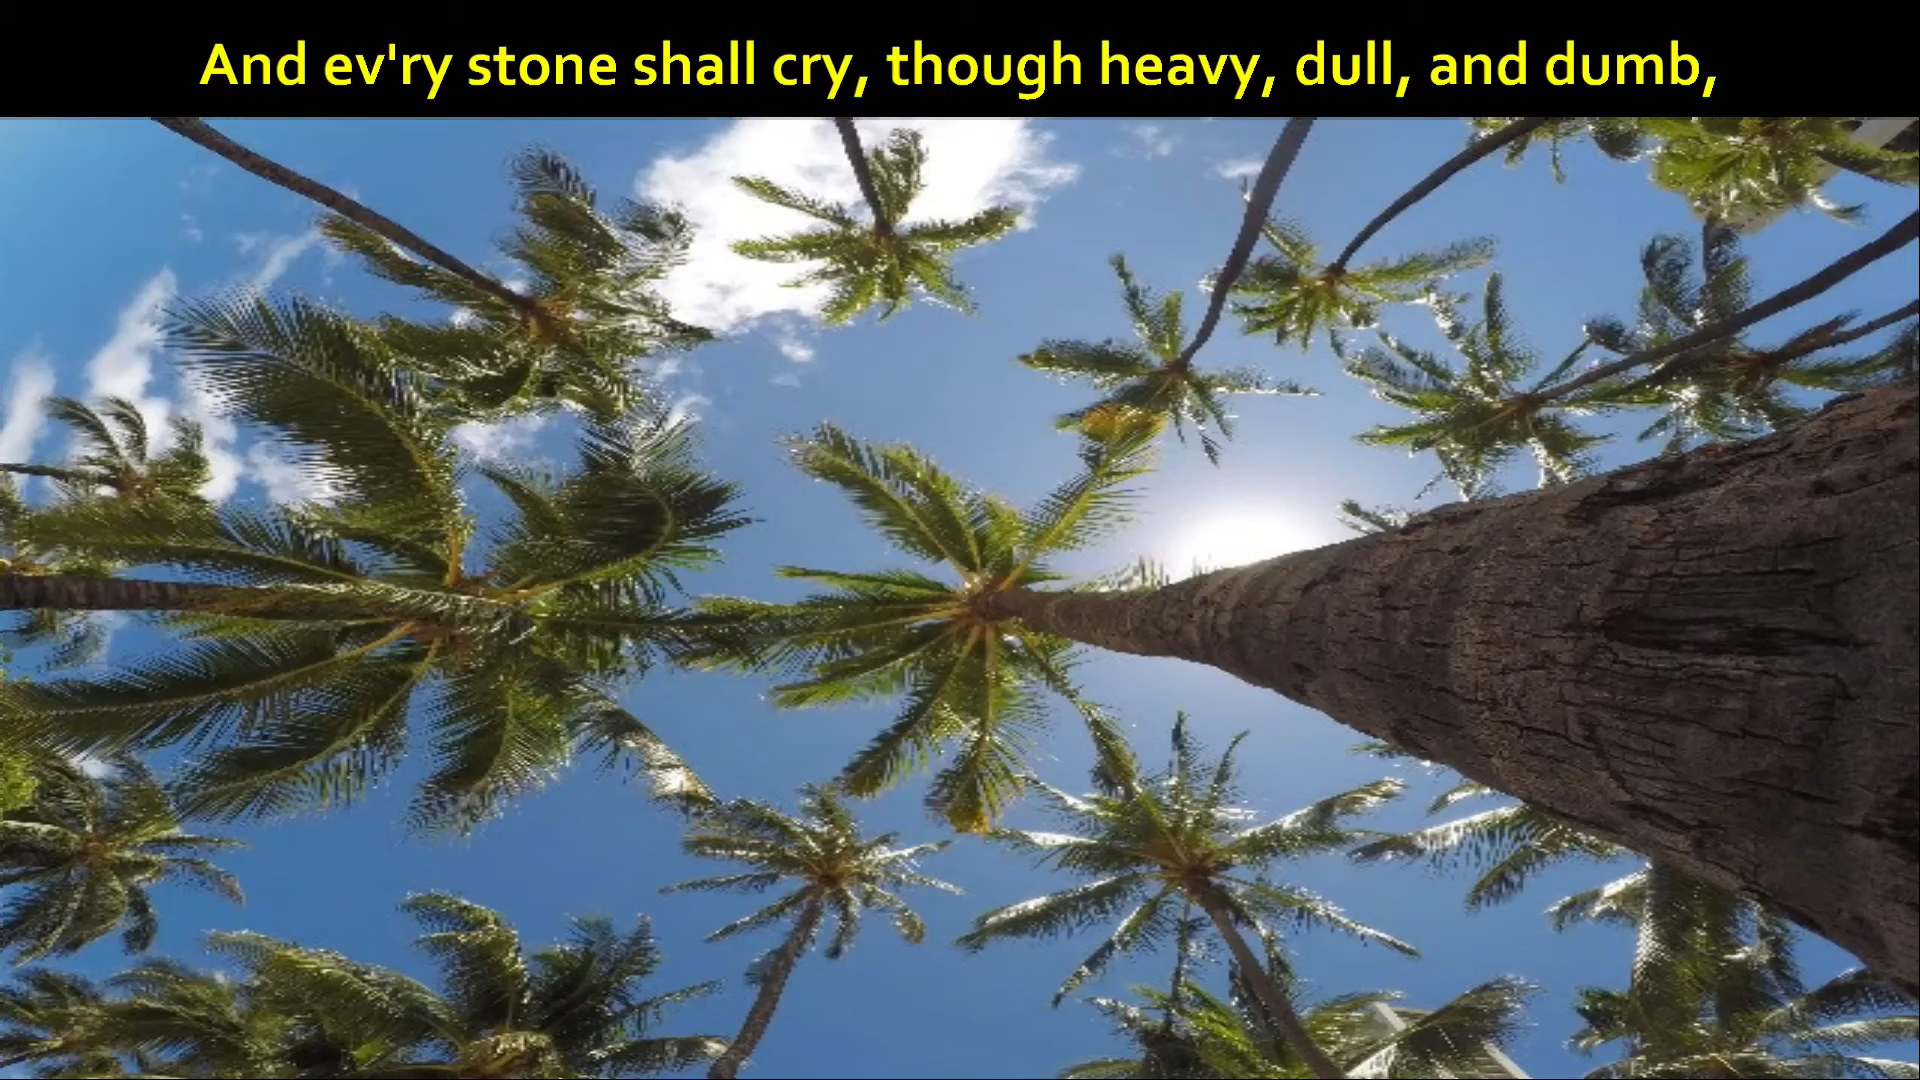 And ev'ry stone shall cry, though heavy, dull, and dumb,